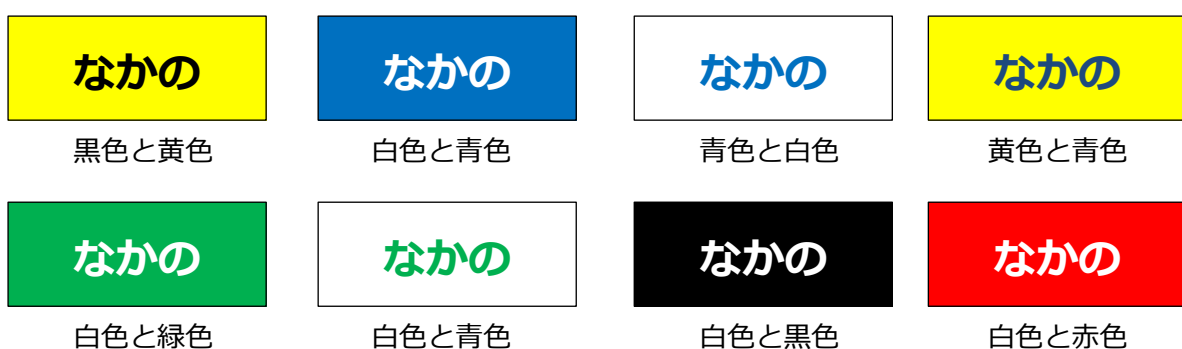 なかの
なかの
なかの
なかの
黒色と黄色
白色と青色
青色と白色
黄色と青色
なかの
なかの
なかの
なかの
白色と緑色
白色と青色
白色と黒色
白色と赤色